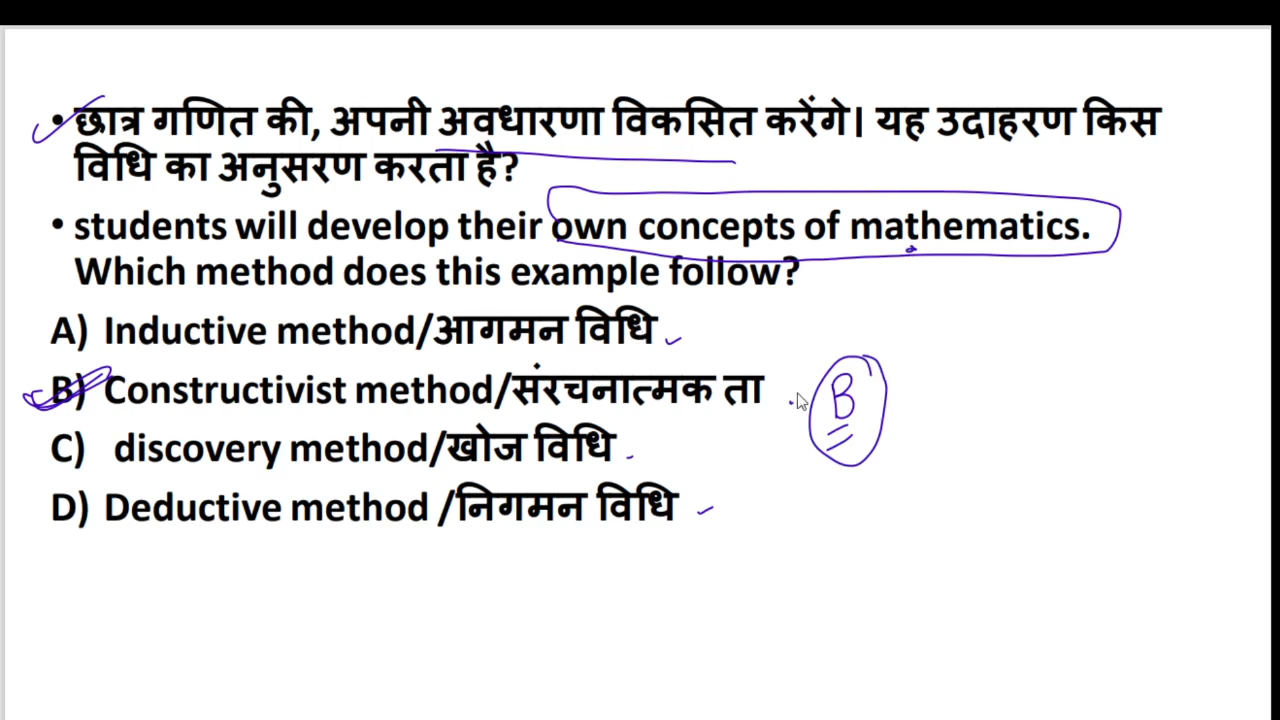 • छात्र गणित की, अपनी अवधारणा विकसित करेंगे। यह उदाहरण किस
विधि का अनुसरण करता है?
• students will develop their own concepts of mathematics.
Which method does this example follow?
A) Inductive method/आगमन विधि
B) Constructivist method/संरचनात्मक ता
B
C) discovery method/खोज विधि
D) Deductive method /निगमन विधि